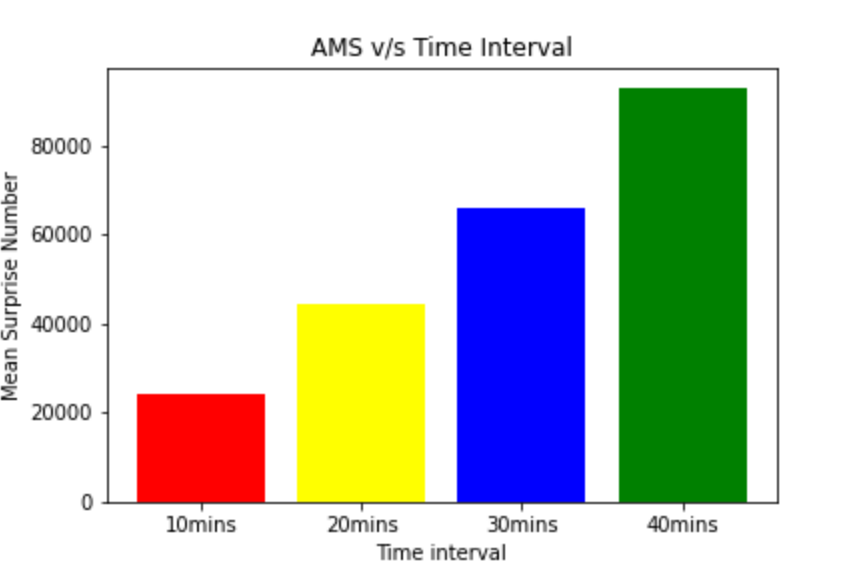 AMS v/s Time Interval
Mean Surprise Number
80000
60000
40000
20000
0
10mins 20mins 30mins 40mins
Time interval